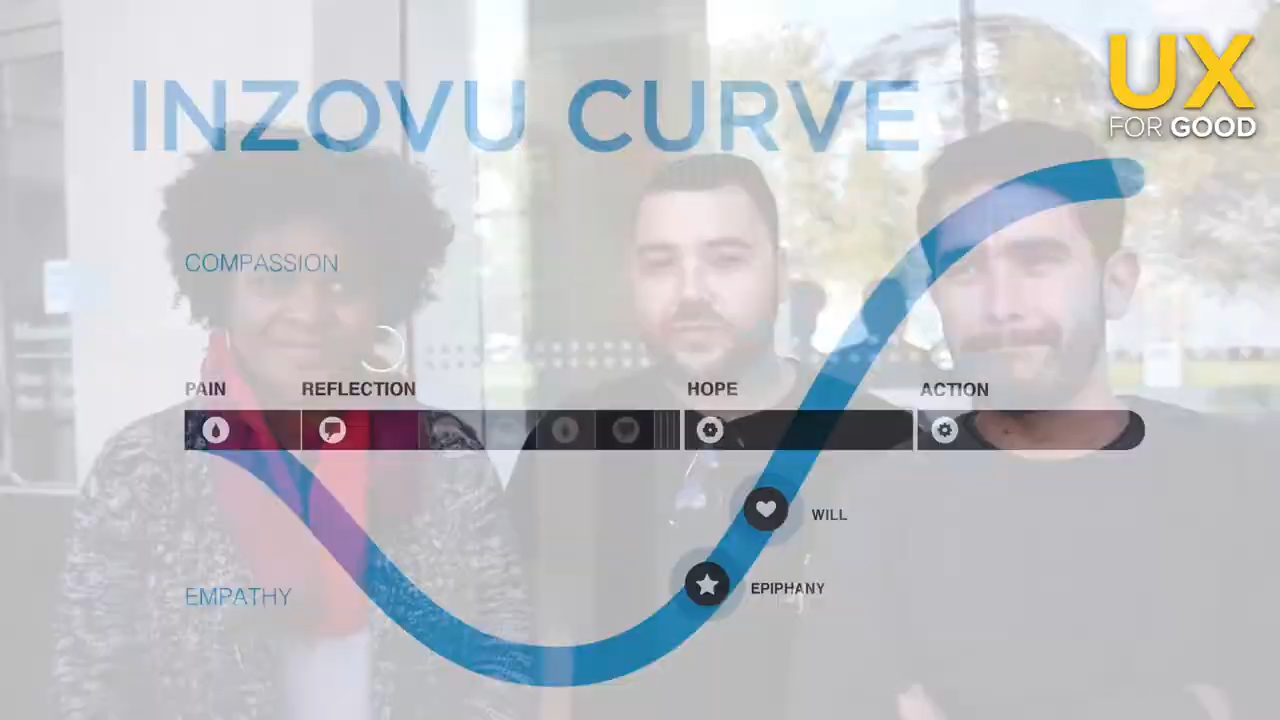 UX
FOR GOOD
INZOVU CURVE
COMPASSION
PAIN
REFLECTION
HOPE
ACTION
WILL
EPIPHANY
EMPATHY